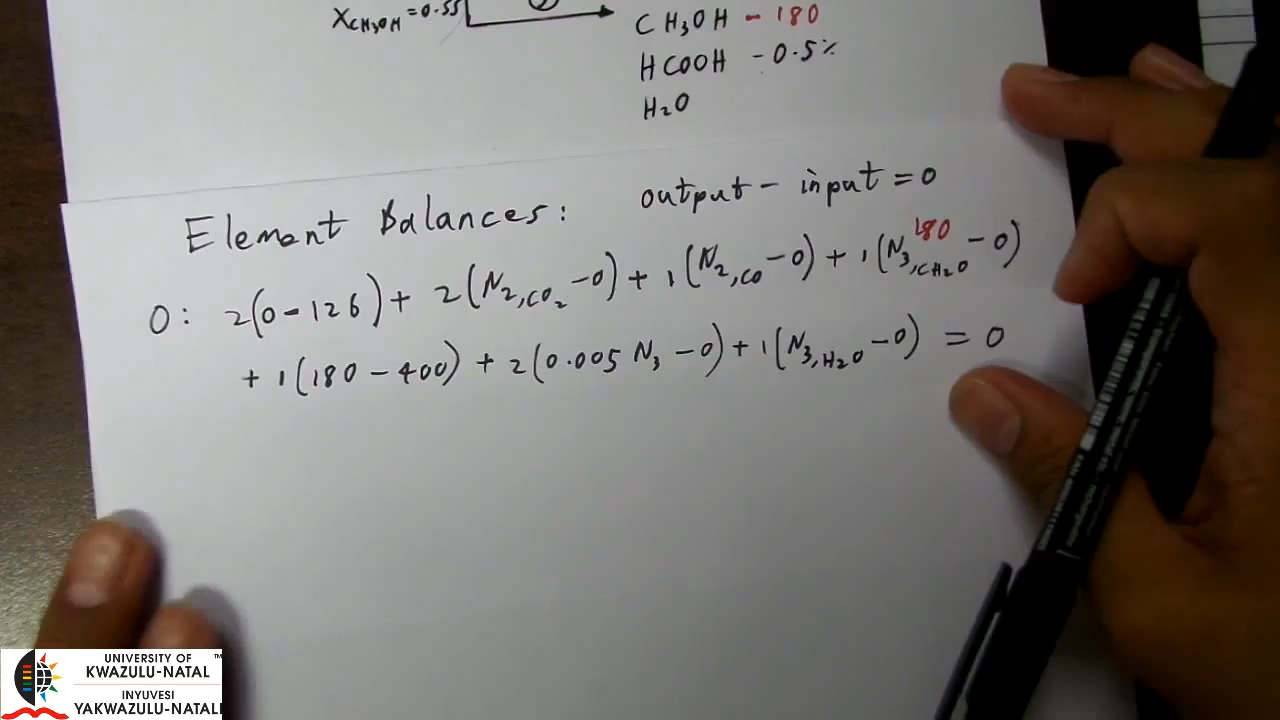 X_CH₃OH = 0.55
CH₃OH - 180
HCOOH - 0.5%
H₂O
Element Balances: output - input = 0
O: 2(0 - 126) + 2(N₂,CO₂ - 0) + 1(N₂,CO - 0) + 1(N₃,CH₂O 180 - 0)
+ 1(180 - 400) + 2(0.005 N₃ - 0) + 1(N₃,H₂O - 0) = 0
UNIVERSITY OF ™
KWAZULU-NATAL
INYUVESI
YAKWAZULU-NATALI